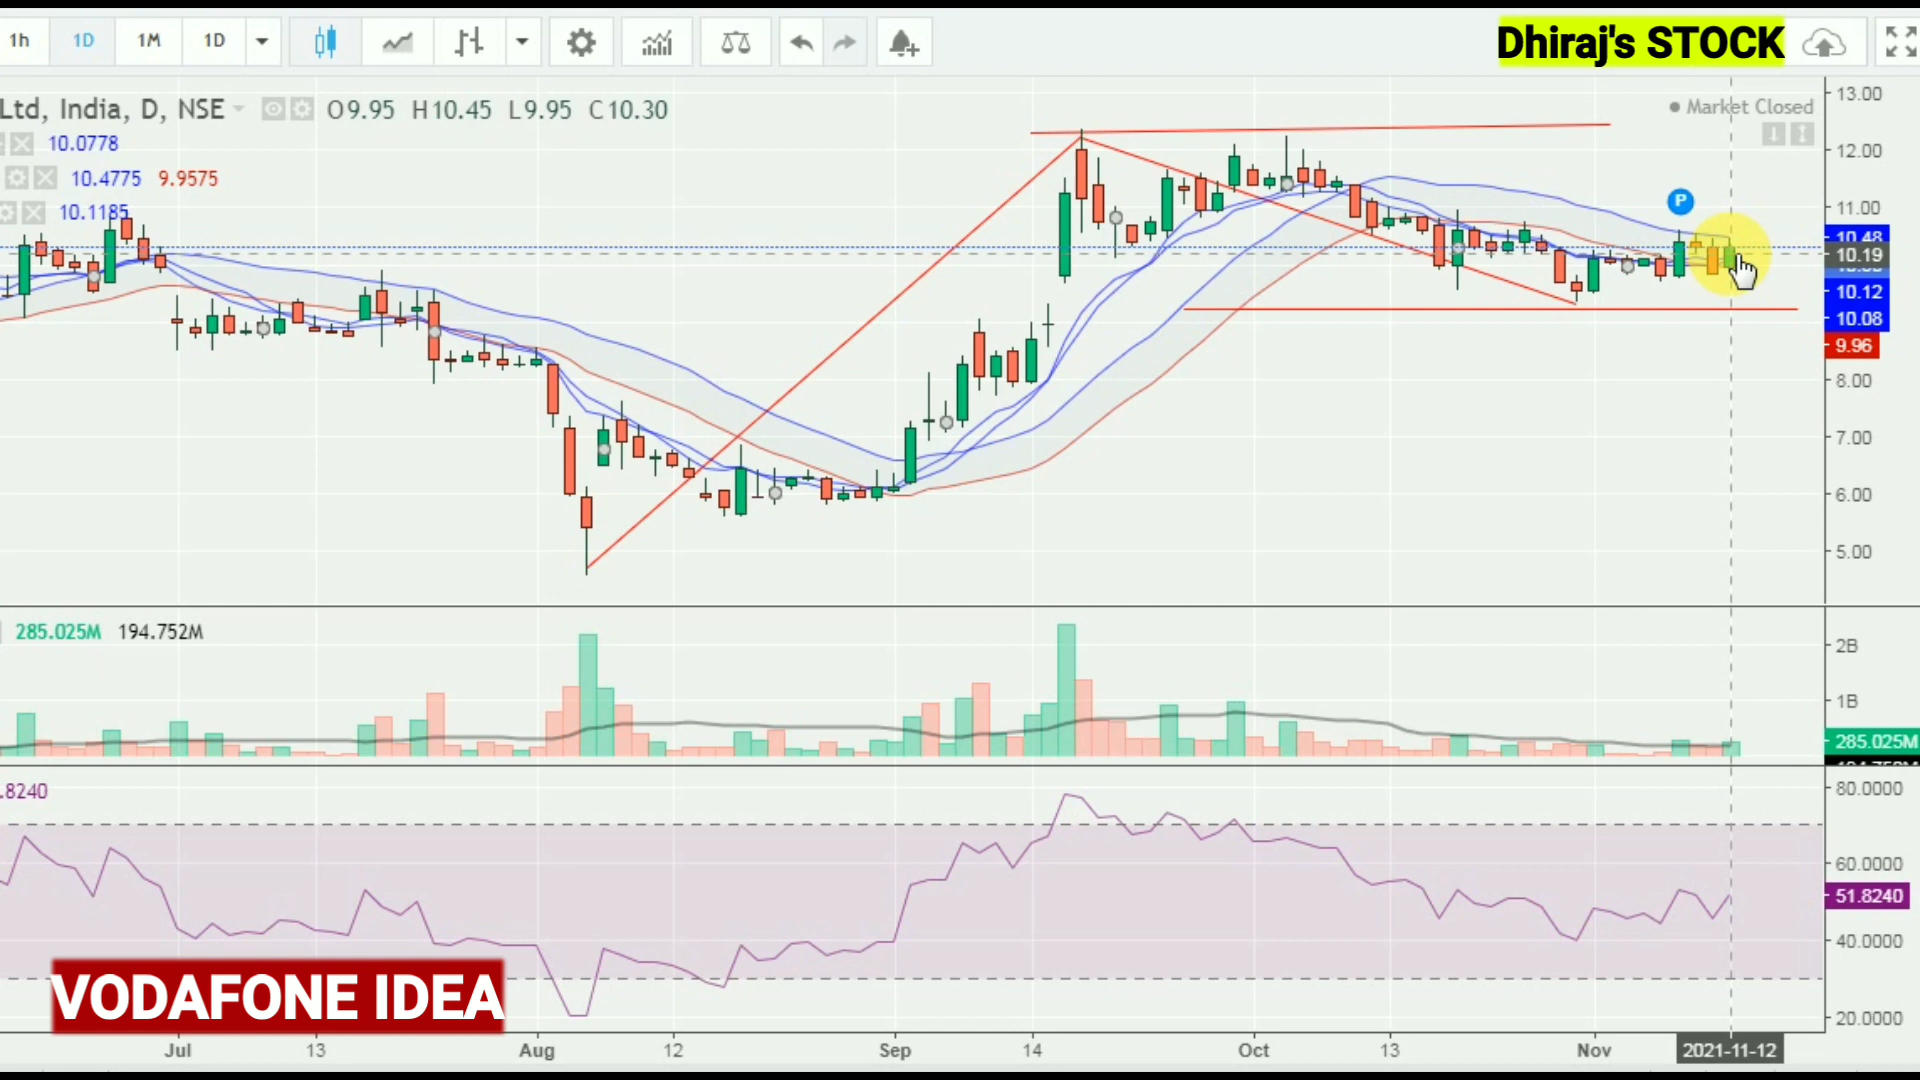 1h 1D 1M 1D Dhiraj's STOCK
Ltd, India, D, NSE O9.95 H10.45 L9.95 C10.30
Market Closed
10.0778
10.4775 9.9575
10.1185
P
13.00
12.00
11.00
10.48
10.19
10.12
10.08
9.96
8.00
7.00
6.00
5.00
285.025M 194.752M
2B
1B
285.025M
.8240
80.0000
60.0000
51.8240
40.0000
20.0000
VODAFONE IDEA
Jul 13 Aug 12 Sep 14 Oct 13 Nov 2021-11-12